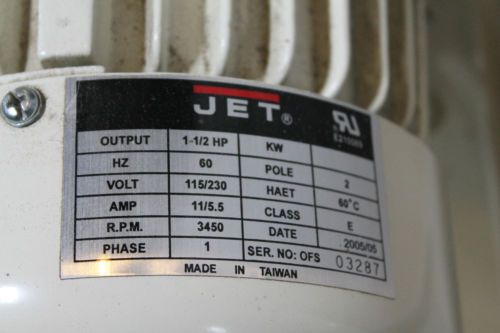 JET ®
OUTPUT 1-1/2 HP KW
HZ 60 POLE 2
VOLT 115/230 HAET 60°C
AMP 11/5.5 CLASS E
R.P.M. 3450 DATE 2005/05
PHASE 1 SER. NO: OFS 03287
MADE IN TAIWAN